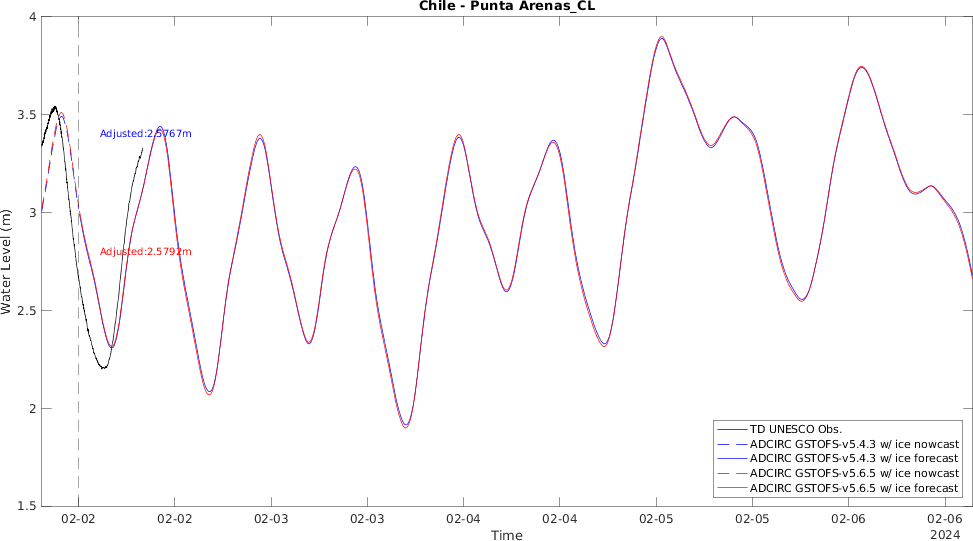 Chile - Punta Arenas_CL
4
3.5
3
2.5
2
1.5
Water Level (m)
Adjusted:2.5767m
Adjusted:2.5792m
TD UNESCO Obs.
ADCIRC GSTOFS-v5.4.3 w/ ice nowcast
ADCIRC GSTOFS-v5.4.3 w/ ice forecast
ADCIRC GSTOFS-v5.6.5 w/ ice nowcast
ADCIRC GSTOFS-v5.6.5 w/ ice forecast
02-02 02-02 02-03 02-03 02-04 02-04 02-05 02-05 02-06 02-06
2024
Time